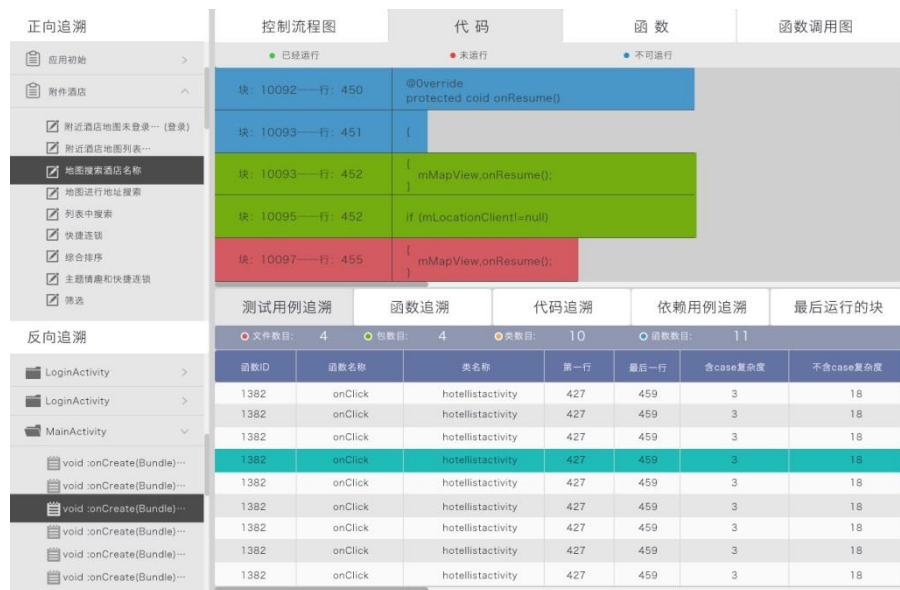 正向追溯
应用初始
附件酒店
附近酒店地图未登录… (登录)
附近酒店地图列表…
地图搜索酒店名称
地图进行地址搜索
列表中搜索
快捷连锁
综合排序
主题情趣和快捷连锁
筛选
反向追溯
LoginActivity
LoginActivity
MainActivity
void :onCreate(Bundle)…
void :onCreate(Bundle)…
void :onCreate(Bundle)…
void :onCreate(Bundle)…
void :onCreate(Bundle)…
void :onCreate(Bundle)…
控制流程图 代码 函数 函数调用图
已经运行 未运行 不可运行
块: 10092——行: 450 @Override
protected coid onResume()
块: 10093——行: 451 {
块: 10093——行: 452 {
mMapView,onResume();
}
块: 10095——行: 452 if (mLocationClient!=null)
块: 10097——行: 455 {
mMapView,onResume();
}
测试用例追溯 函数追溯 代码追溯 依赖用例追溯 最后运行的块
文件数目: 4 包数目: 4 类数目: 10 函数数目: 11
函数ID 函数名称 类名称 第一行 最后一行 含case复杂度 不含case复杂度
1382 onClick hotellistactivity 427 459 3 18
1382 onClick hotellistactivity 427 459 3 18
1382 onClick hotellistactivity 427 459 3 18
1382 onClick hotellistactivity 427 459 3 18
1382 onClick hotellistactivity 427 459 3 18
1382 onClick hotellistactivity 427 459 3 18
1382 onClick hotellistactivity 427 459 3 18
1382 onClick hotellistactivity 427 459 3 18
1382 onClick hotellistactivity 427 459 3 18